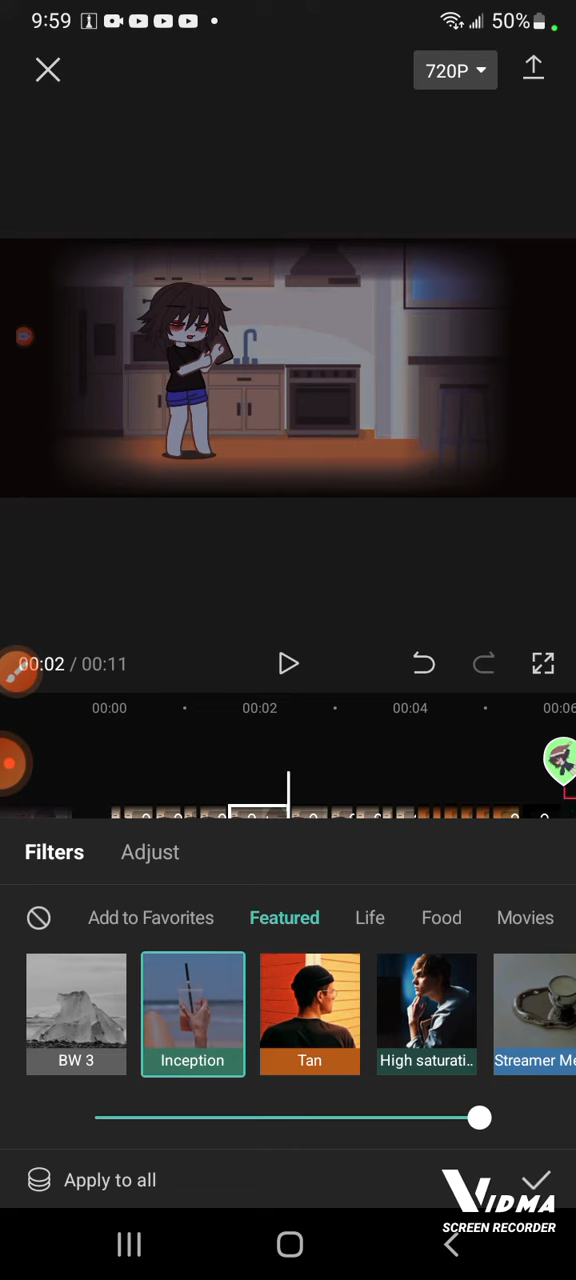 9:59 50%
720P
00:02 / 00:11
00:00 00:02 00:04 00:06
Filters Adjust
Add to Favorites Featured Life Food Movies
BW 3 Inception Tan High saturati.. Streamer Me
Apply to all
VIDMA
SCREEN RECORDER